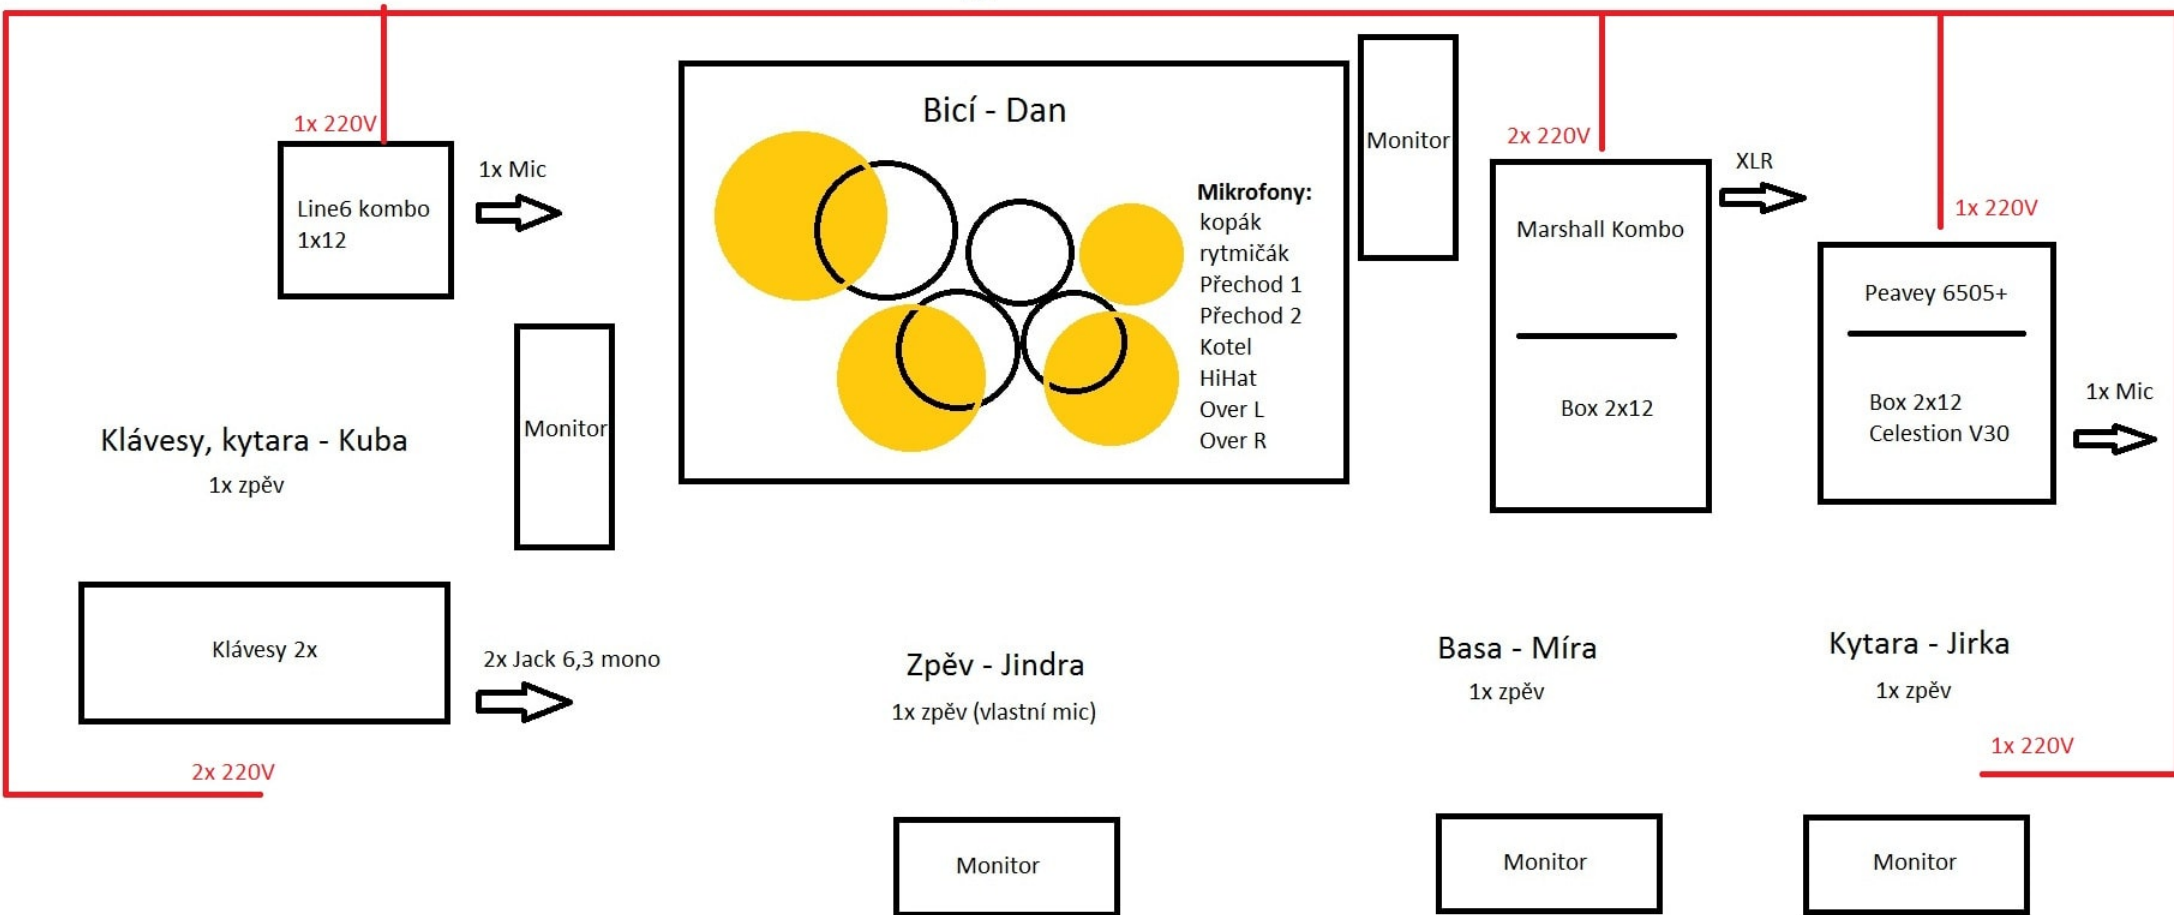 Bicí - Dan
1x 220V
1x Mic
Line6 kombo
1x12
Mikrofony:
kopák
rytmičák
Přechod 1
Přechod 2
Kotel
HiHat
Over L
Over R
Monitor
2x 220V
XLR
Marshall Kombo
Box 2x12
1x 220V
Peavey 6505+
Box 2x12
Celestion V30
1x Mic
Monitor
Klávesy, kytara - Kuba
1x zpěv
Klávesy 2x
2x Jack 6,3 mono
2x 220V
Zpěv - Jindra
1x zpěv (vlastní mic)
Basa - Míra
1x zpěv
Kytara - Jirka
1x zpěv
1x 220V
Monitor
Monitor
Monitor